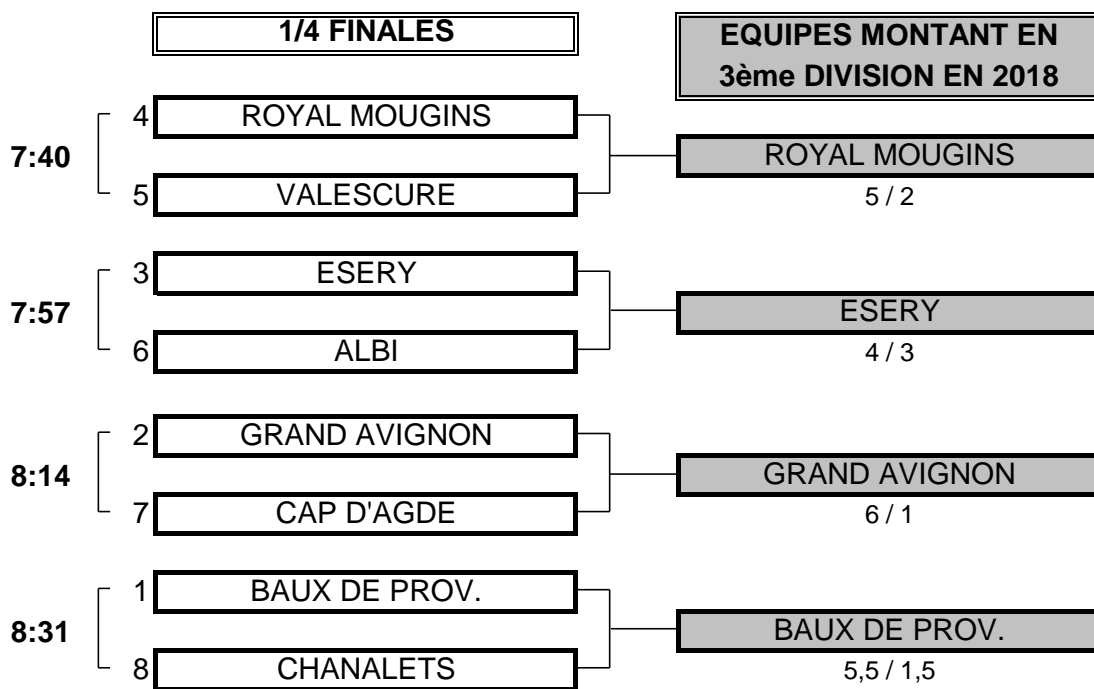 1/4 FINALES
EQUIPES MONTANT EN
3ème DIVISION EN 2018
4 ROYAL MOUGINS
7:40
ROYAL MOUGINS
5 VALESCURE
5 / 2
3 ESERY
7:57
ESERY
6 ALBI
4 / 3
2 GRAND AVIGNON
8:14
GRAND AVIGNON
7 CAP D'AGDE
6 / 1
1 BAUX DE PROV.
8:31
BAUX DE PROV.
8 CHANALETS
5,5 / 1,5